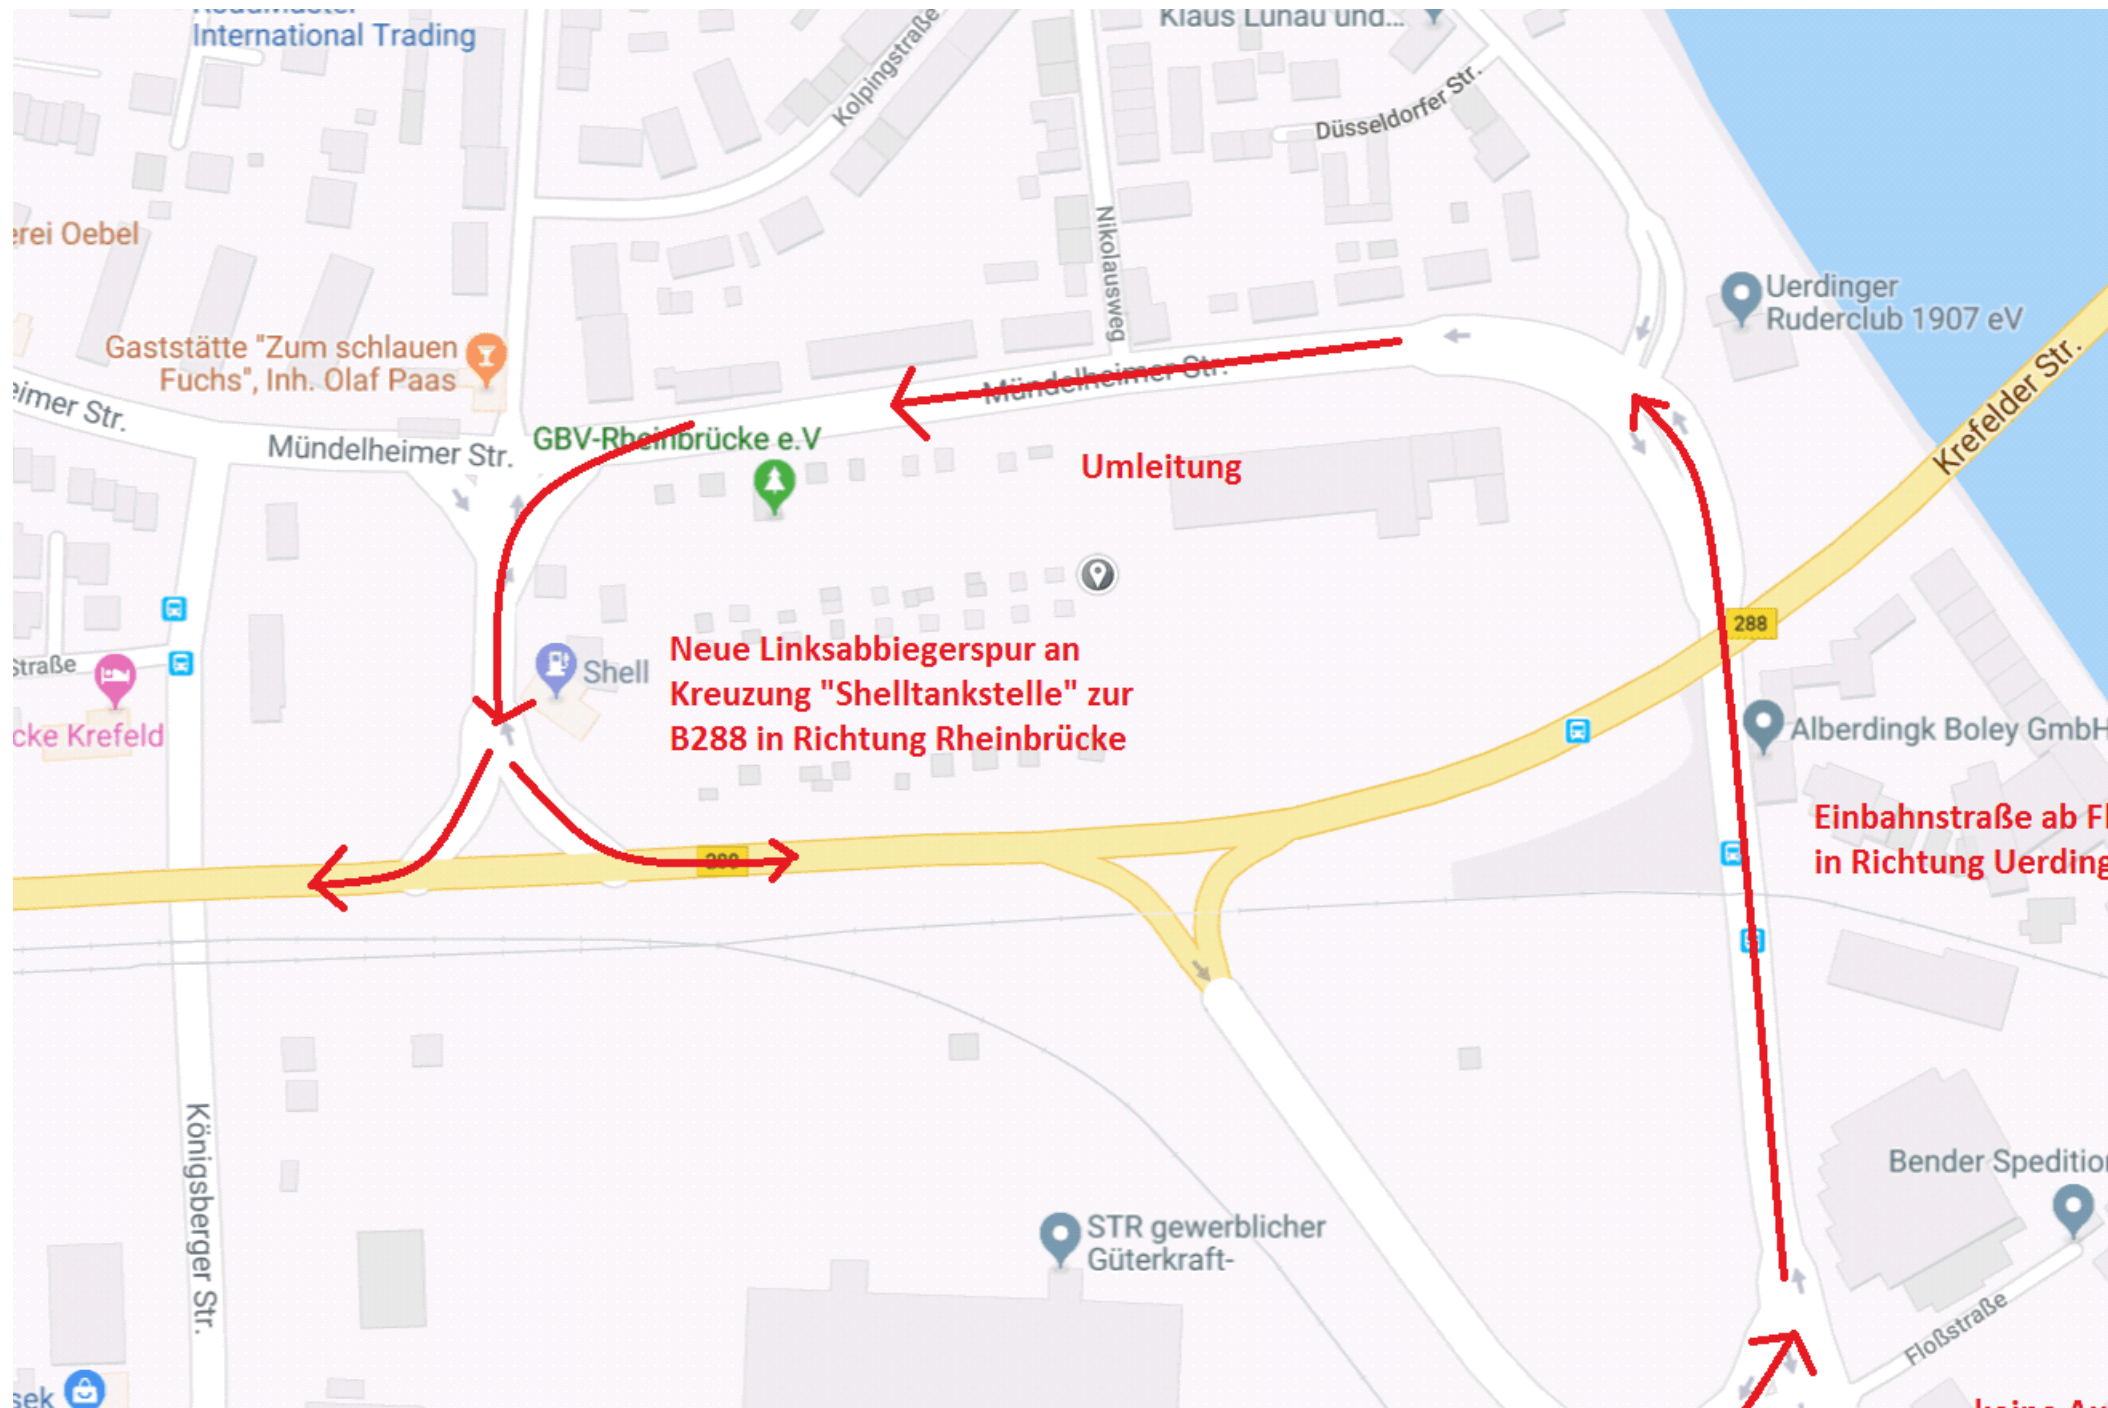 International Trading
Klaus Lunau und...
Kolpingstraße
Düsseldorfer Str.
erei Oebel
Nikolausweg
Uerdinger
Ruderclub 1907 eV
Gaststätte "Zum schlauen
Fuchs", Inh. Olaf Paas
Krefelder Str.
eimer Str.
Mündelheimer Str.
Mündelheimer Str.
GBV-Rheinbrücke e.V
Umleitung
288
Straße
Shell
Neue Linksabbiegerspur an
Kreuzung "Shelltankstelle" zur
B288 in Richtung Rheinbrücke
cke Krefeld
Alberdingk Boley GmbH
Einbahnstraße ab Fl
in Richtung Uerding
288
Königsberger Str.
Bender Spedition
STR gewerblicher
Güterkraft-
Floßstraße
sek